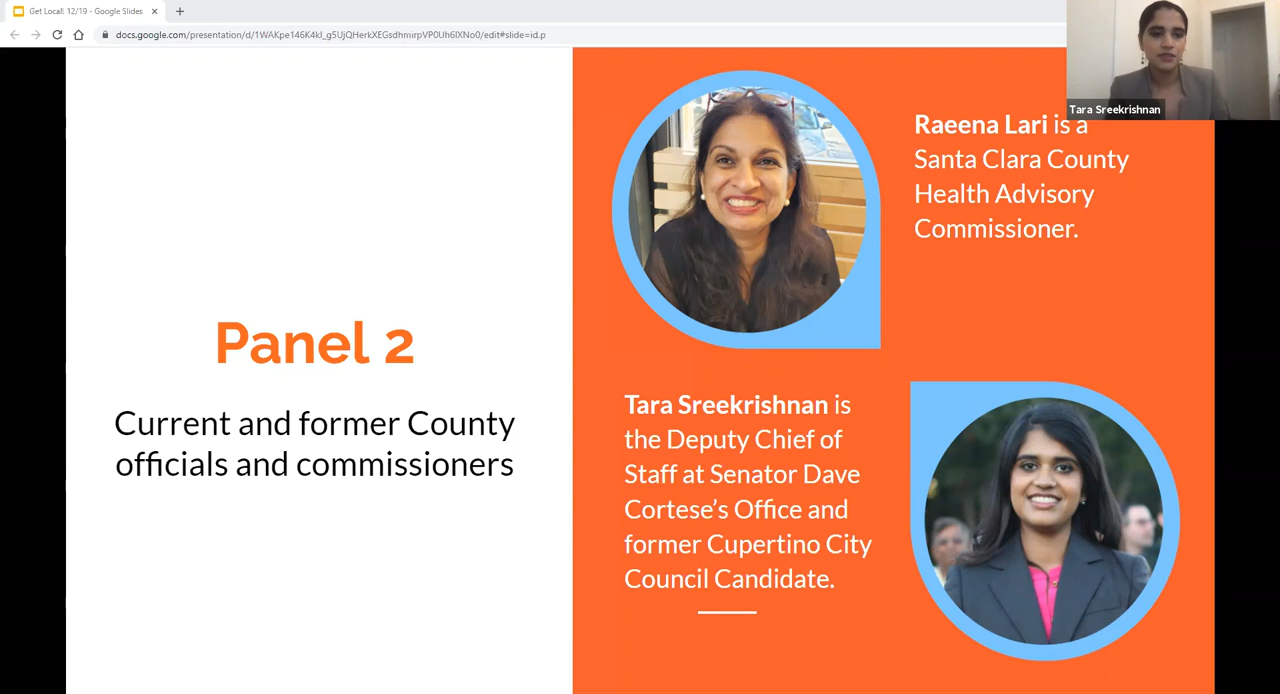 Get Local! 12/19 - Google Slides
docs.google.com/presentation/d/1WAKpe146K4kl_g5UjQHerkXEGsdhmirpVP0Uh6lXNo0/edit#slide=id.p
Tara Sreekrishnan
Panel 2
Current and former County
officials and commissioners
Raeena Lari is a
Santa Clara County
Health Advisory
Commissioner.
Tara Sreekrishnan is
the Deputy Chief of
Staff at Senator Dave
Cortese’s Office and
former Cupertino City
Council Candidate.